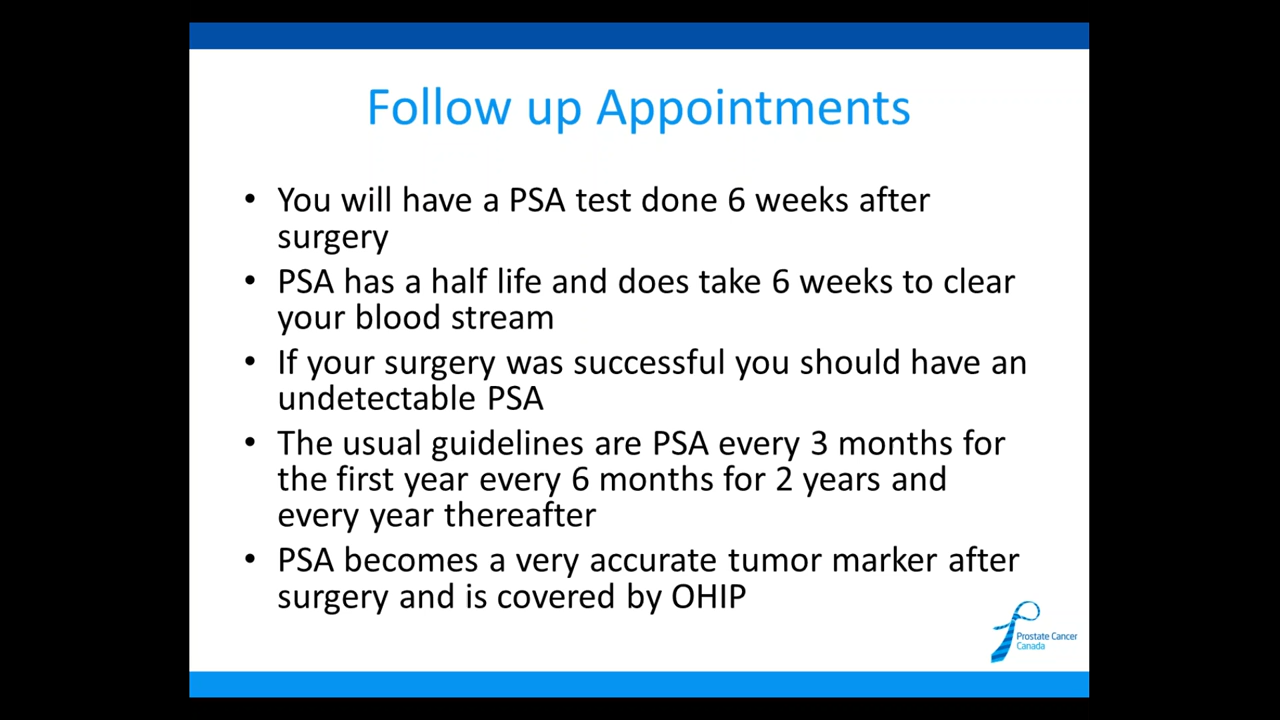 Follow up Appointments
• You will have a PSA test done 6 weeks after
surgery
• PSA has a half life and does take 6 weeks to clear
your blood stream
• If your surgery was successful you should have an
undetectable PSA
• The usual guidelines are PSA every 3 months for
the first year every 6 months for 2 years and
every year thereafter
• PSA becomes a very accurate tumor marker after
surgery and is covered by OHIP
Prostate Cancer
Canada